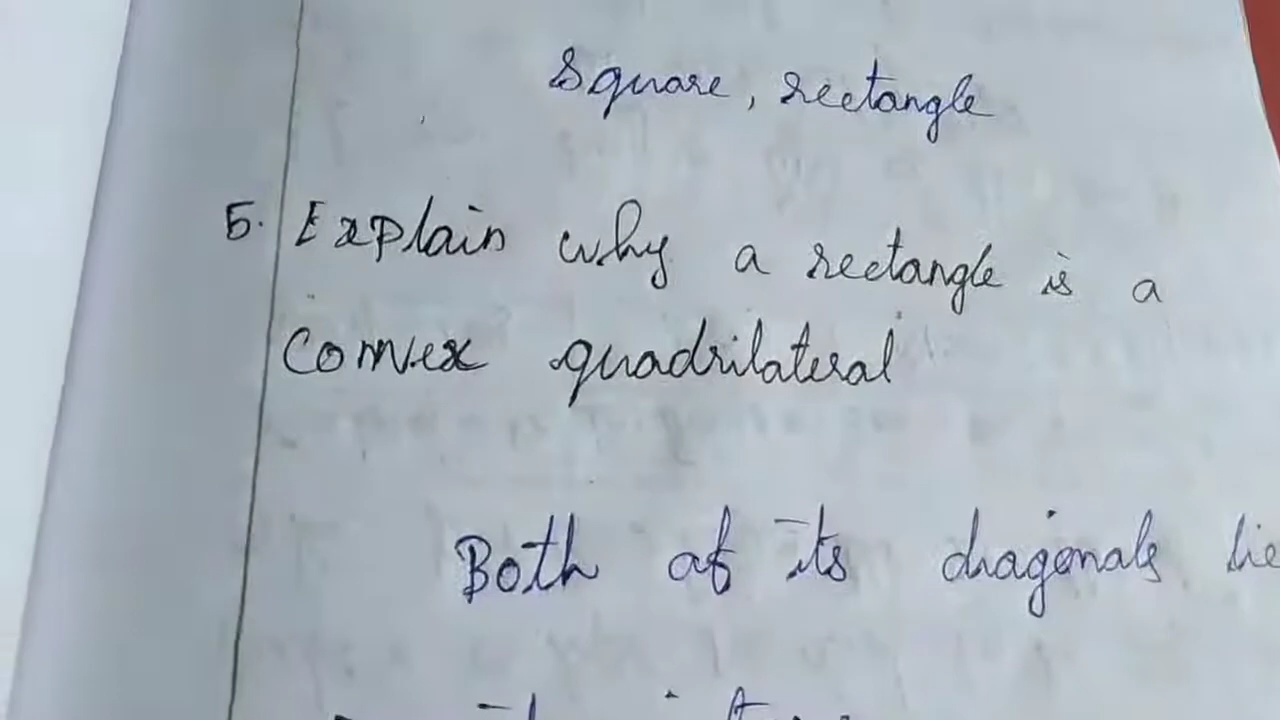 Square, rectangle
5. Explain why a rectangle is a
Convex quadrilateral
Both of its diagonals lie